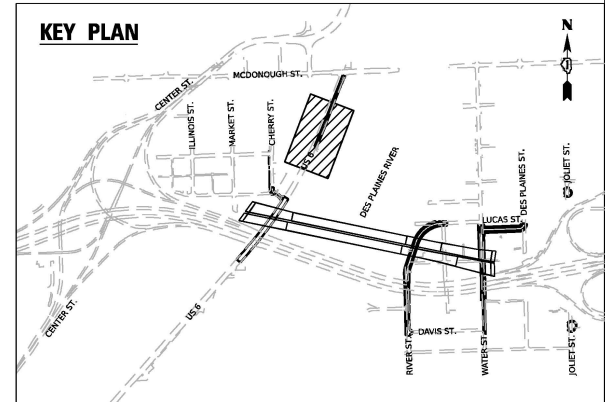 KEY PLAN
N
MCDONOUGH ST.
CENTER ST.
ILLINOIS ST.
MARKET ST.
CHERRY ST.
US 6
DES PLAINES RIVER
DES PLAINES ST.
JOLIET ST.
LUCAS ST.
US 6
CENTER ST.
DAVIS ST.
RIVER ST.
WATER ST.
JOLIET ST.